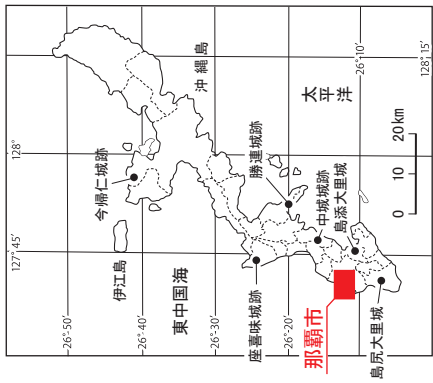 128°15′
128°
127°45′
26°50′
26°40′
26°30′
26°20′
26°10′
沖縄島
太平洋
東中国海
伊江島
今帰仁城跡
勝連城跡
座喜味城跡
中城城跡
島添大里城
島尻大里城
那覇市
0 10 20km